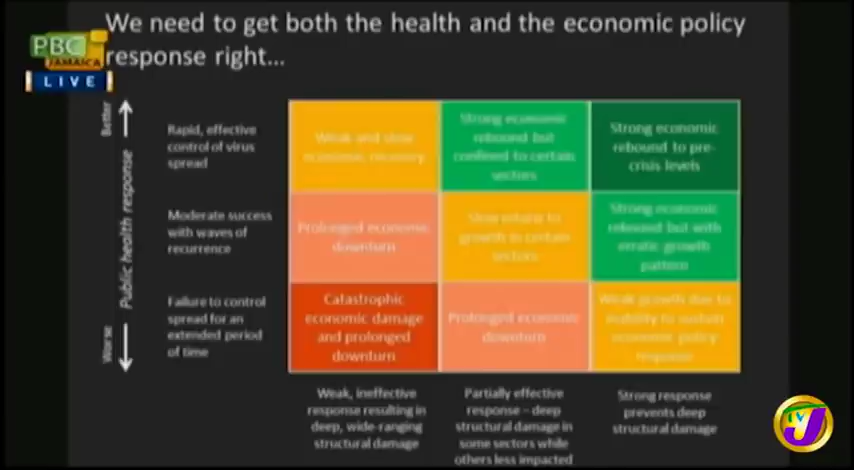 We need to get both the health and the economic policy
response right...
PBC
JAMAICA
LIVE
Better
Public health response
Worse
Rapid, effective
control of virus
spread
Weak and slow
economic recovery
Strong economic
rebound but
confined to certain
sectors
Strong economic
rebound to pre-
crisis levels
Moderate success
with waves of
recurrence
Prolonged economic
downturn
Slow return to
growth in certain
sectors
Strong economic
rebound but with
erratic growth
pattern
Failure to control
spread for an
extended period
of time
Catastrophic
economic damage
and prolonged
downturn
Prolonged economic
downturn
Weak growth due to
inability to sustain
economic policy
response
Weak, ineffective
response resulting in
deep, wide-ranging
structural damage
Partially effective
response – deep
structural damage in
some sectors while
others less impacted
Strong response
prevents deep
structural damage
TV
J